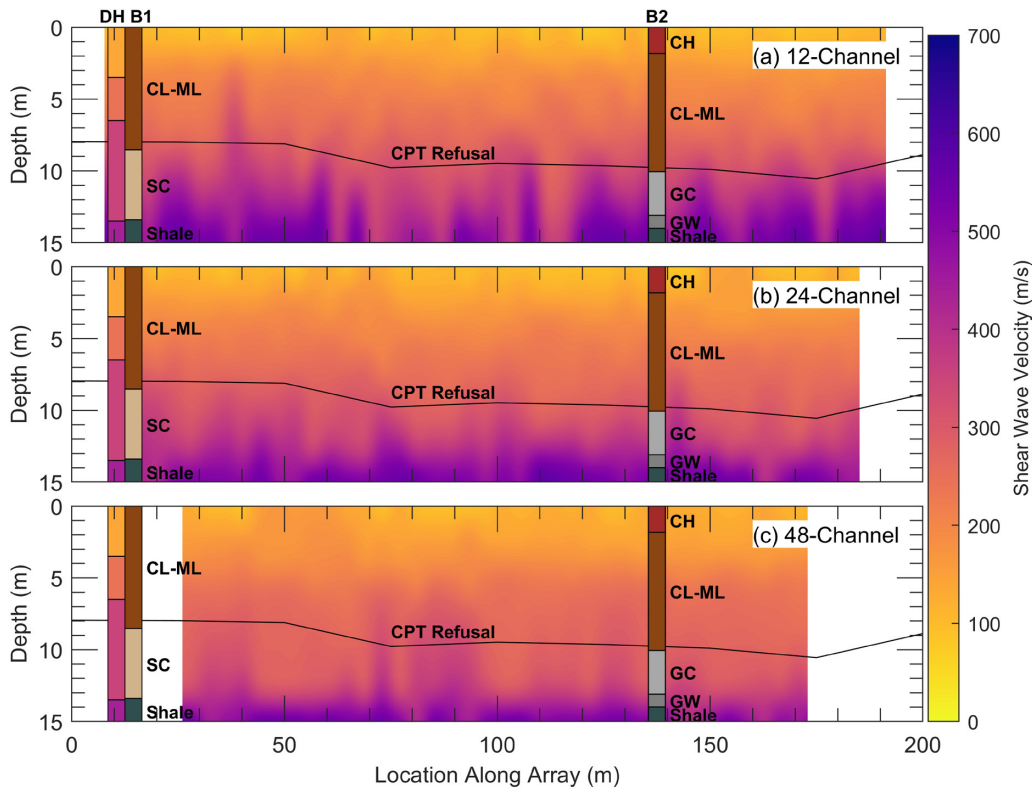 DH B1 B2
0
5
10
15
Depth (m)
CL-ML
SC
Shale
CPT Refusal
CH
CL-ML
GC
GW
Shale
(a) 12-Channel
0
5
10
15
Depth (m)
CL-ML
SC
Shale
CPT Refusal
CH
CL-ML
GC
GW
Shale
(b) 24-Channel
0
5
10
15
Depth (m)
CL-ML
SC
Shale
CPT Refusal
CH
CL-ML
GC
GW
Shale
(c) 48-Channel
0 50 100 150 200
Location Along Array (m)
700
600
500
400
300
200
100
0
Shear Wave Velocity (m/s)